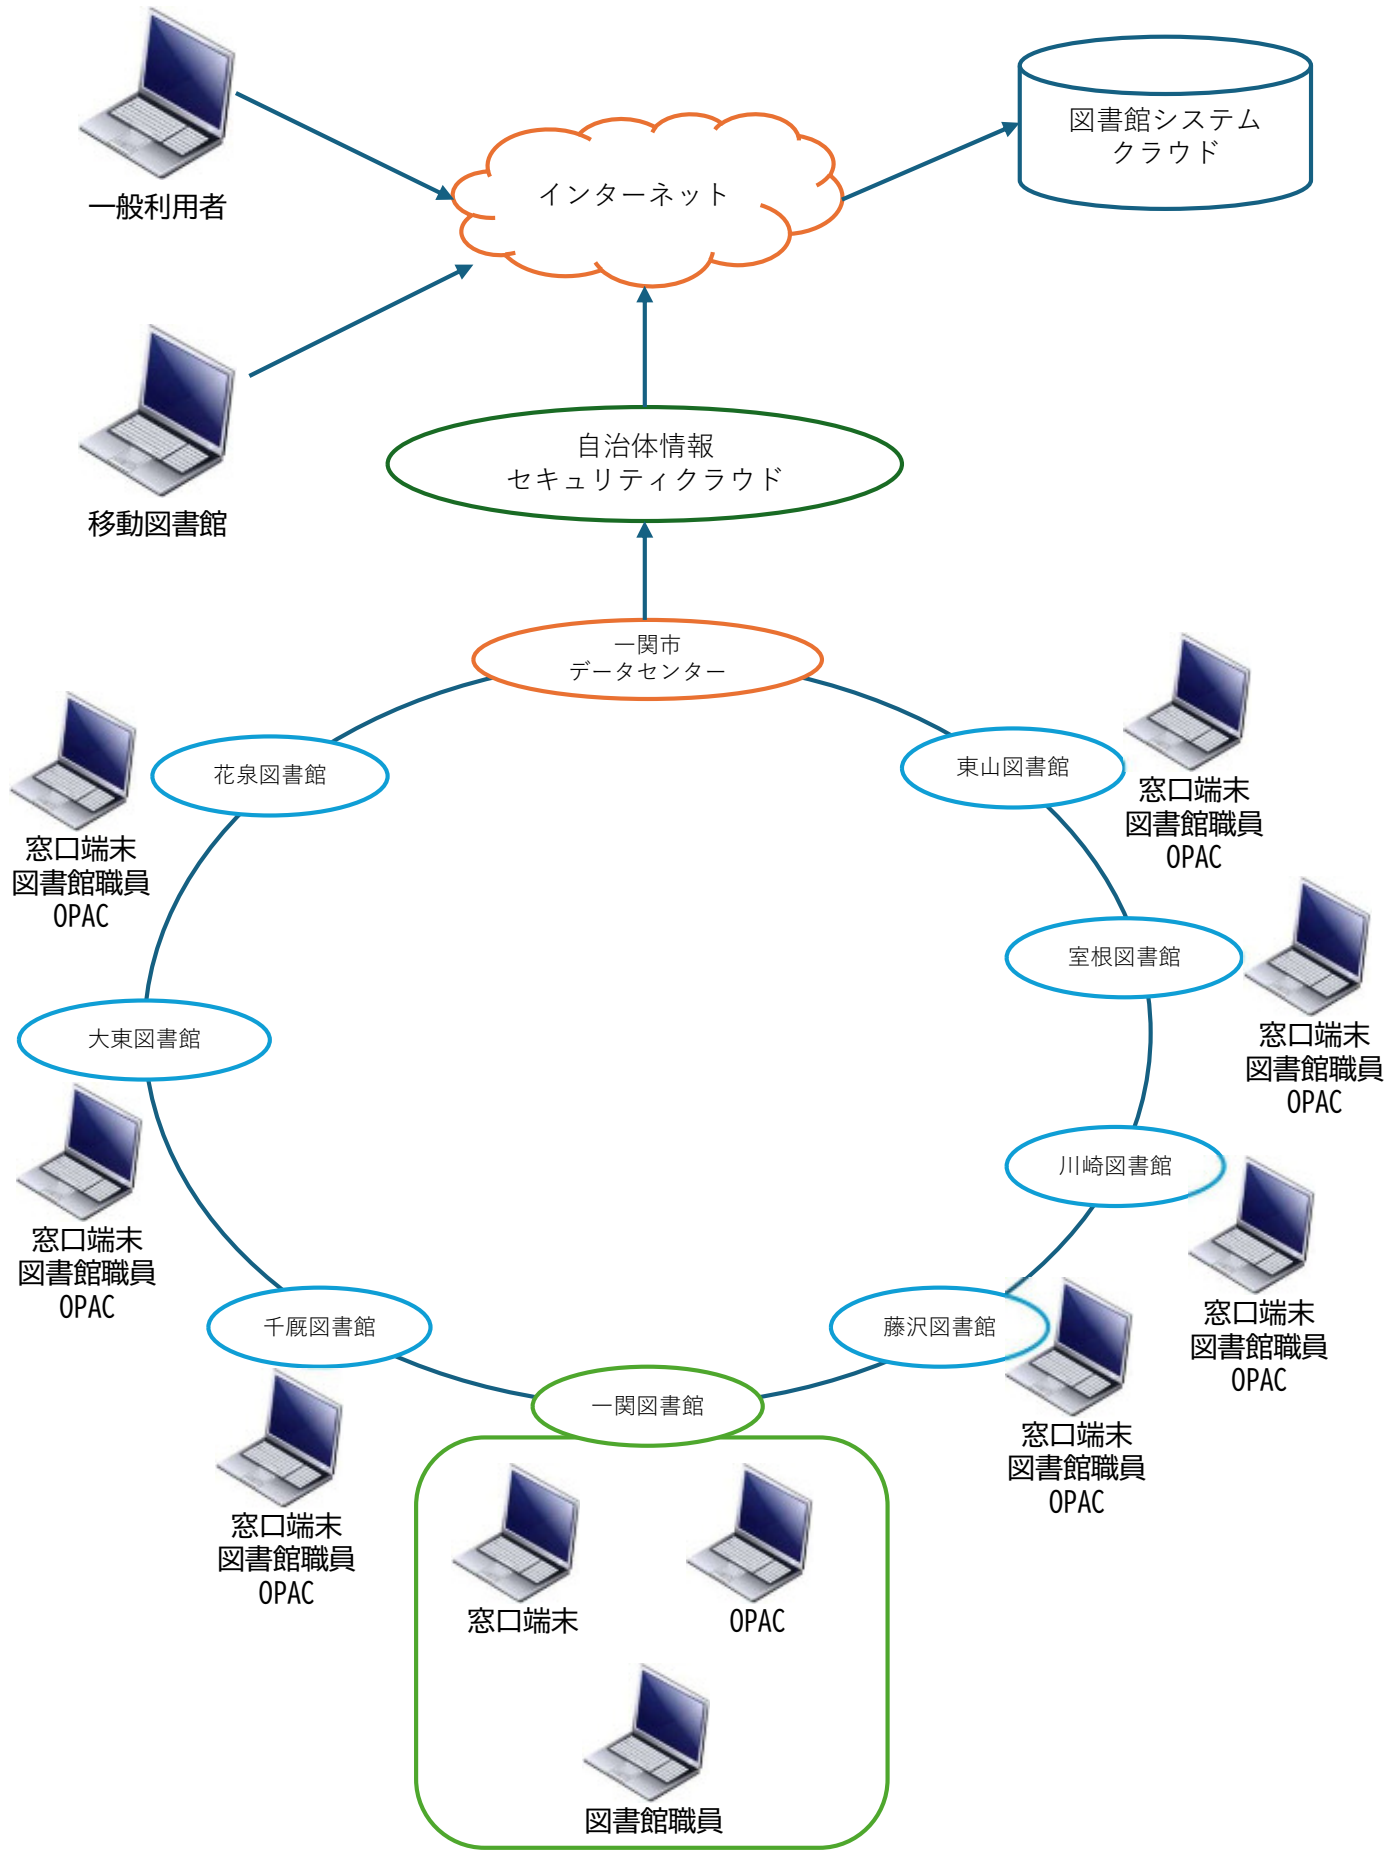 一般利用者
インターネット
図書館システム
クラウド
移動図書館
自治体情報
セキュリティクラウド
一関市
データセンター
花泉図書館
窓口端末
図書館職員
OPAC
東山図書館
窓口端末
図書館職員
OPAC
室根図書館
窓口端末
図書館職員
OPAC
大東図書館
窓口端末
図書館職員
OPAC
川崎図書館
窓口端末
図書館職員
OPAC
千厩図書館
窓口端末
図書館職員
OPAC
藤沢図書館
窓口端末
図書館職員
OPAC
一関図書館
窓口端末
OPAC
図書館職員